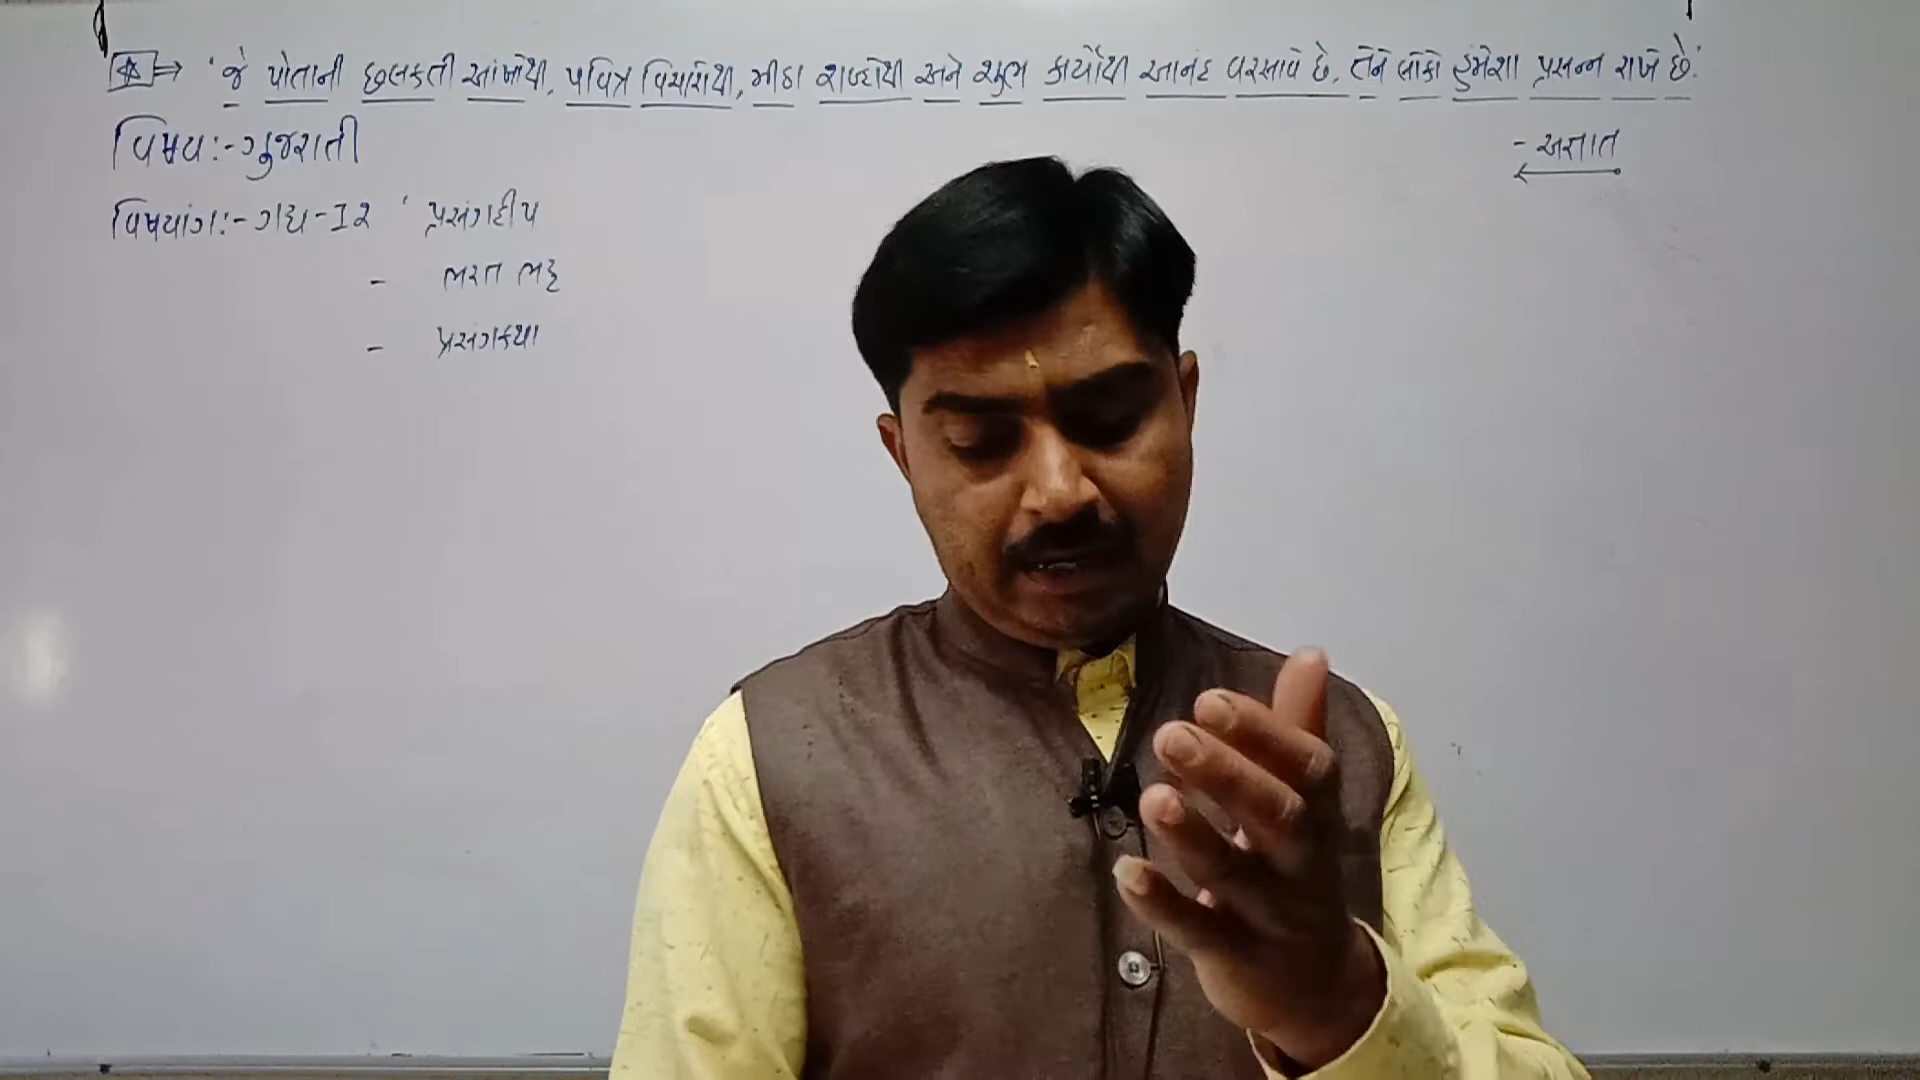 'જે પોતાની છલકતી આંખોથી, પવિત્ર વિચારોથી, મીઠા શબ્દોથી અને શુભ કાર્યોથી આનંદ વરસાવે છે, તેને લોકો હંમેશા પ્રસન્ન રાખે છે.'
- અજ્ઞાત
વિષય:- ગુજરાતી
વિષયાંગ:- ગદ્ય-૧૨ ' પ્રસંગદીપ
- ભરત ભટ્ટ
- પ્રસંગકથા